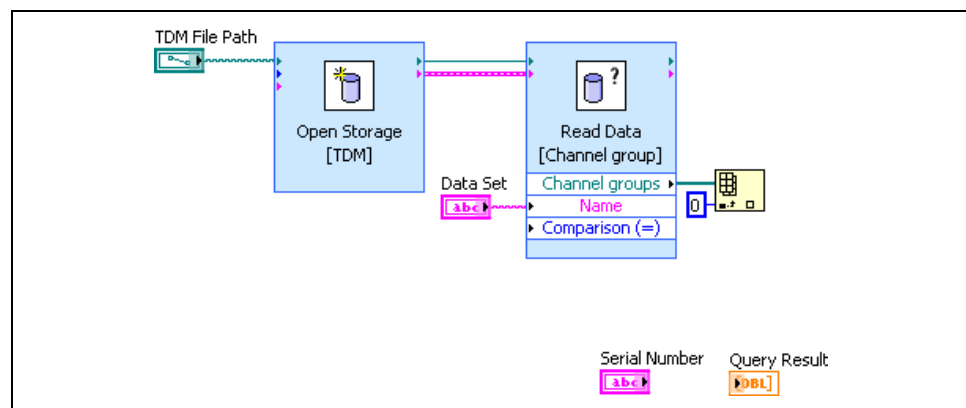 TDM File Path
?
Open Storage
[TDM]
Read Data
[Channel group]
Data Set
abc
Channel groups
Name
Comparison (=)
0
Serial Number
abc
Query Result
DBL]